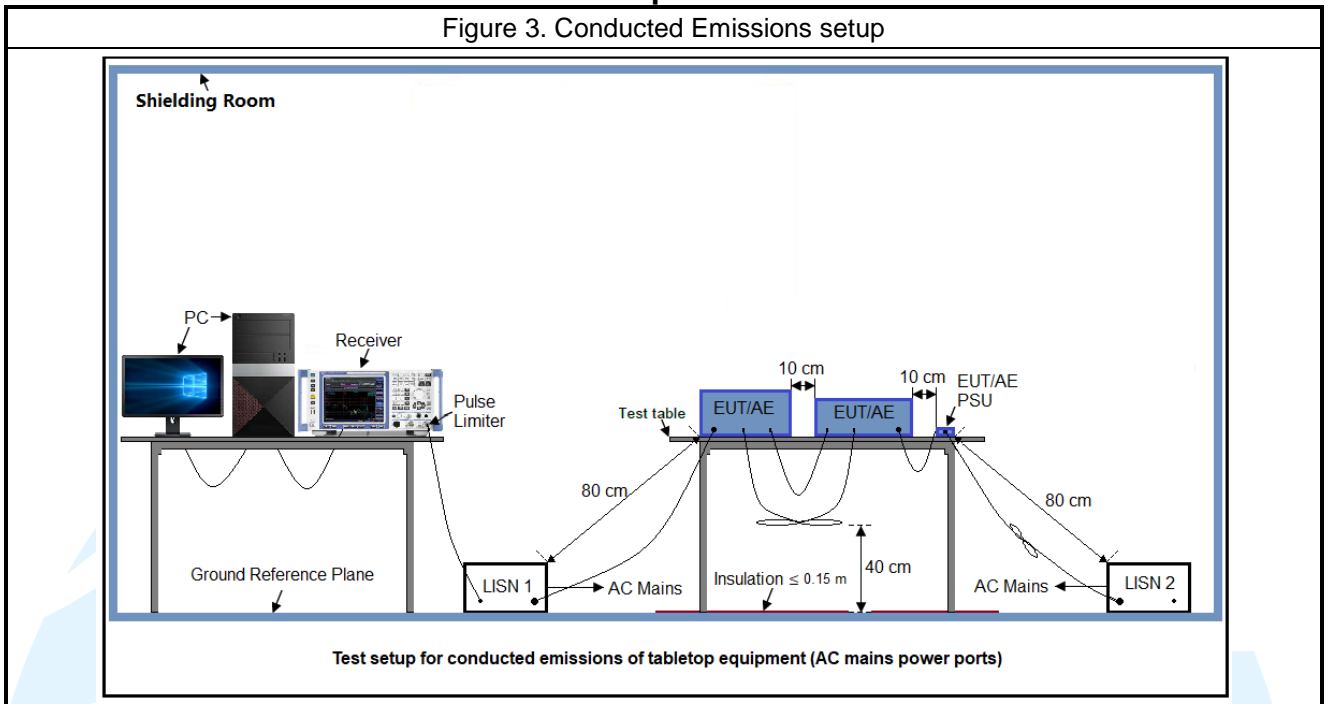 Figure 3. Conducted Emissions setup
Shielding Room
PC
Receiver
Pulse
Limiter
10 cm
10 cm
EUT/AE
PSU
Test table
EUT/AE
EUT/AE
80 cm
80 cm
Ground Reference Plane
LISN 1
AC Mains
Insulation ≤ 0.15 m
40 cm
AC Mains
LISN 2
Test setup for conducted emissions of tabletop equipment (AC mains power ports)